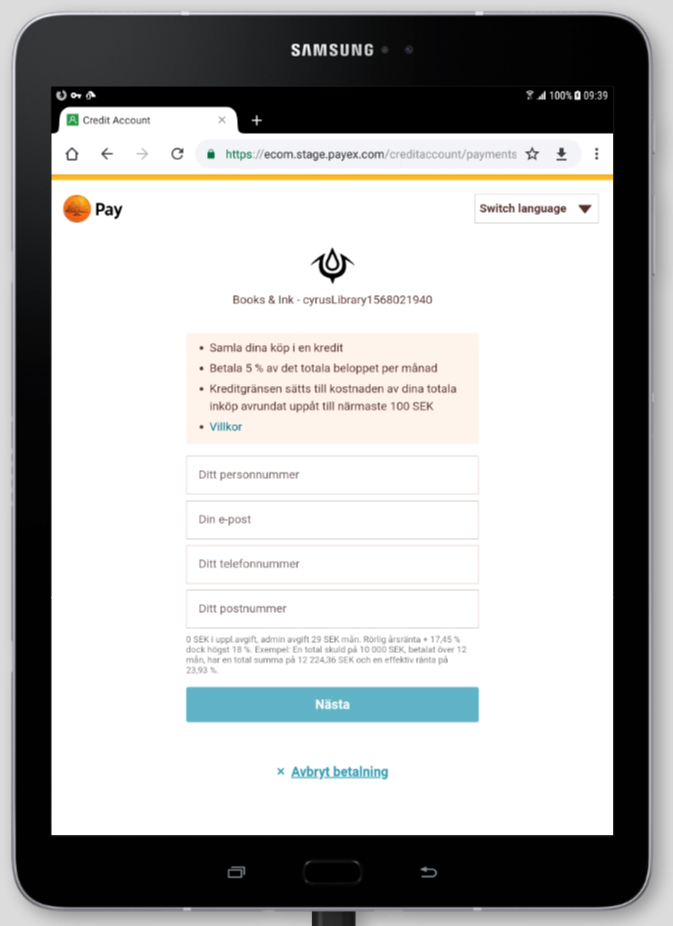 SAMSUNG
100% 09:39
Credit Account
https://ecom.stage.payex.com/creditaccount/payments
Pay
Switch language
Books & Ink - cyrusLibrary1568021940
Samla dina köp i en kredit
Betala 5 % av det totala beloppet per månad
Kreditgränsen sätts till kostnaden av dina totala
inköp avrundat uppåt till närmaste 100 SEK
Villkor
Ditt personnummer
Din e-post
Ditt telefonnummer
Ditt postnummer
0 SEK i uppl.avgift, admin avgift 29 SEK mån. Rörlig årsränta + 17,45 %
dock högst 18 %. Exempel: En total skuld på 10 000 SEK, betalat över 12
mån, har en total summa på 12 224,36 SEK och en effektiv ränta på
23,93 %.
Nästa
Avbryt betalning